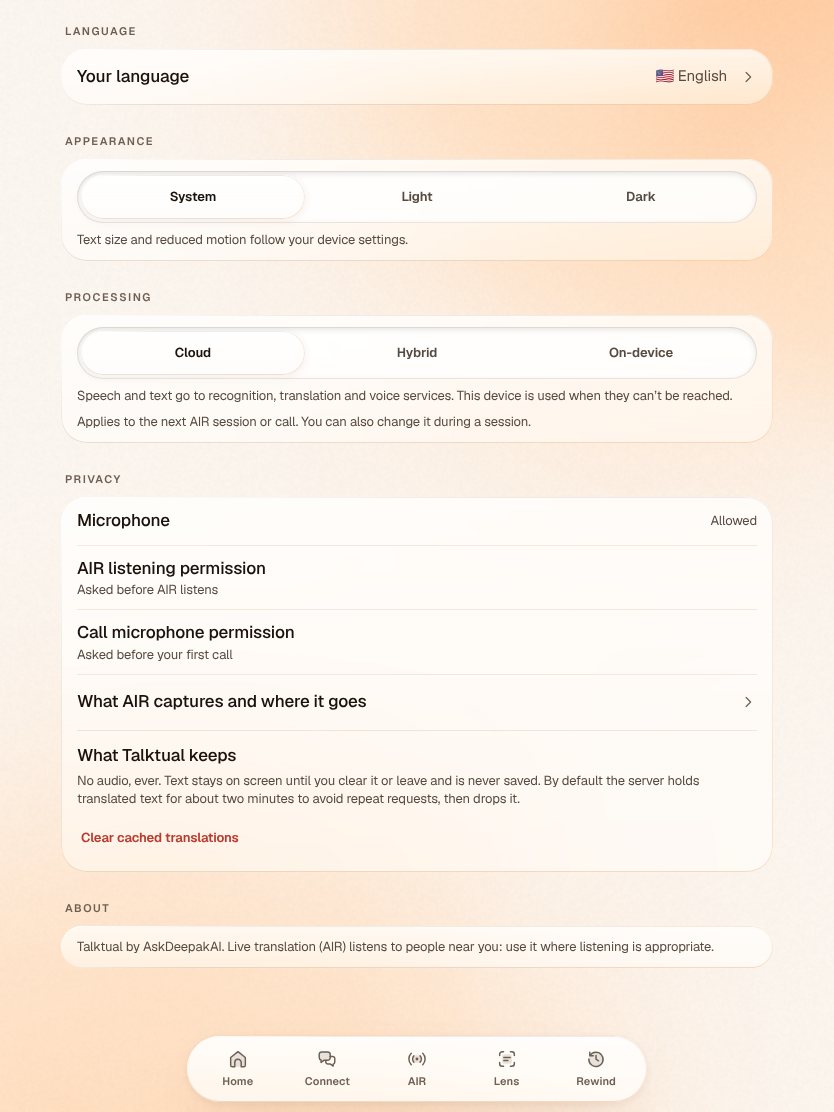 LANGUAGE
Your language
🇺🇸 English
APPEARANCE
System
Light
Dark
Text size and reduced motion follow your device settings.
PROCESSING
Cloud
Hybrid
On-device
Speech and text go to recognition, translation and voice services. This device is used when they can’t be reached.
Applies to the next AIR session or call. You can also change it during a session.
PRIVACY
Microphone
Allowed
AIR listening permission
Asked before AIR listens
Call microphone permission
Asked before your first call
What AIR captures and where it goes
What Talktual keeps
No audio, ever. Text stays on screen until you clear it or leave and is never saved. By default the server holds
translated text for about two minutes to avoid repeat requests, then drops it.
Clear cached translations
ABOUT
Talktual by AskDeepakAI. Live translation (AIR) listens to people near you: use it where listening is appropriate.
Home
Connect
AIR
Lens
Rewind